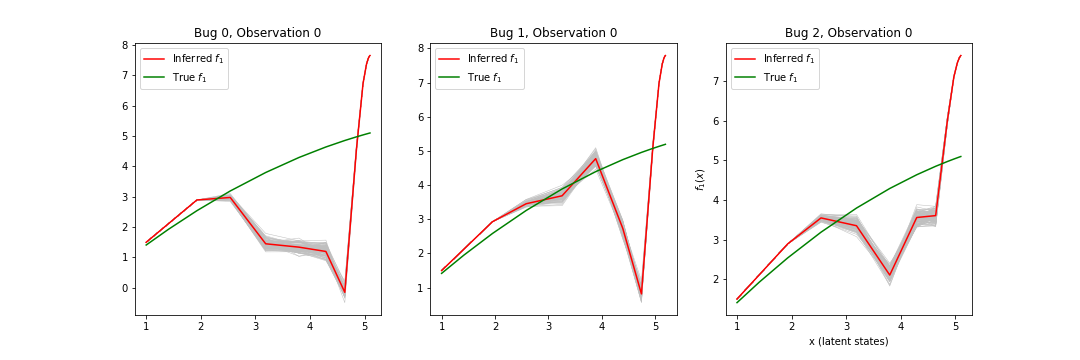 Bug 0, Observation 0
Inferred f₁
True f₁
8
7
6
5
4
3
2
1
0
1 2 3 4 5
Bug 1, Observation 0
Inferred f₁
True f₁
8
7
6
5
4
3
2
1
1 2 3 4 5
Bug 2, Observation 0
Inferred f₁
True f₁
f₁(x)
7
6
5
4
3
2
1 2 3 4 5
x (latent states)